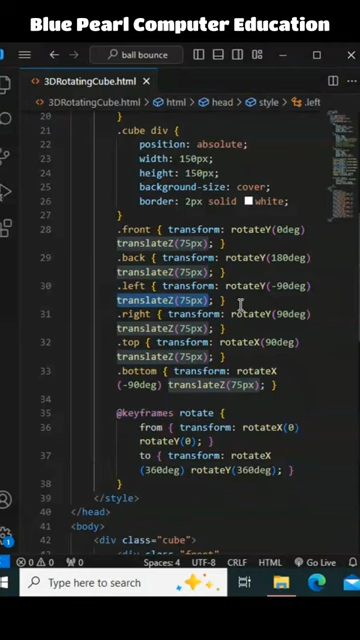 Blue Pearl Computer Education
ball bounce
3DRotatingCube.html
3DRotatingCube.html > html > head > style > .left
20 }
21 .cube div {
22 position: absolute;
23 width: 150px;
24 height: 150px;
25 background-size: cover;
26 border: 2px solid white;
27 }
28 .front { transform: rotateY(0deg)
translateZ(75px); }
29 .back { transform: rotateY(180deg)
translateZ(75px); }
30 .left { transform: rotateY(-90deg)
translateZ(75px); }
31 .right { transform: rotateY(90deg)
translateZ(75px); }
32 .top { transform: rotateX(90deg)
translateZ(75px); }
33 .bottom { transform: rotateX
(-90deg) translateZ(75px); }
34
35 @keyframes rotate {
36 from { transform: rotateX(0)
rotateY(0); }
37 to { transform: rotateX
(360deg) rotateY(360deg); }
38 }
39 </style>
40 </head>
41 <body>
42 <div class="cube">
0 0 0 Spaces: 4 UTF-8 CRLF HTML Go Live
Type here to search